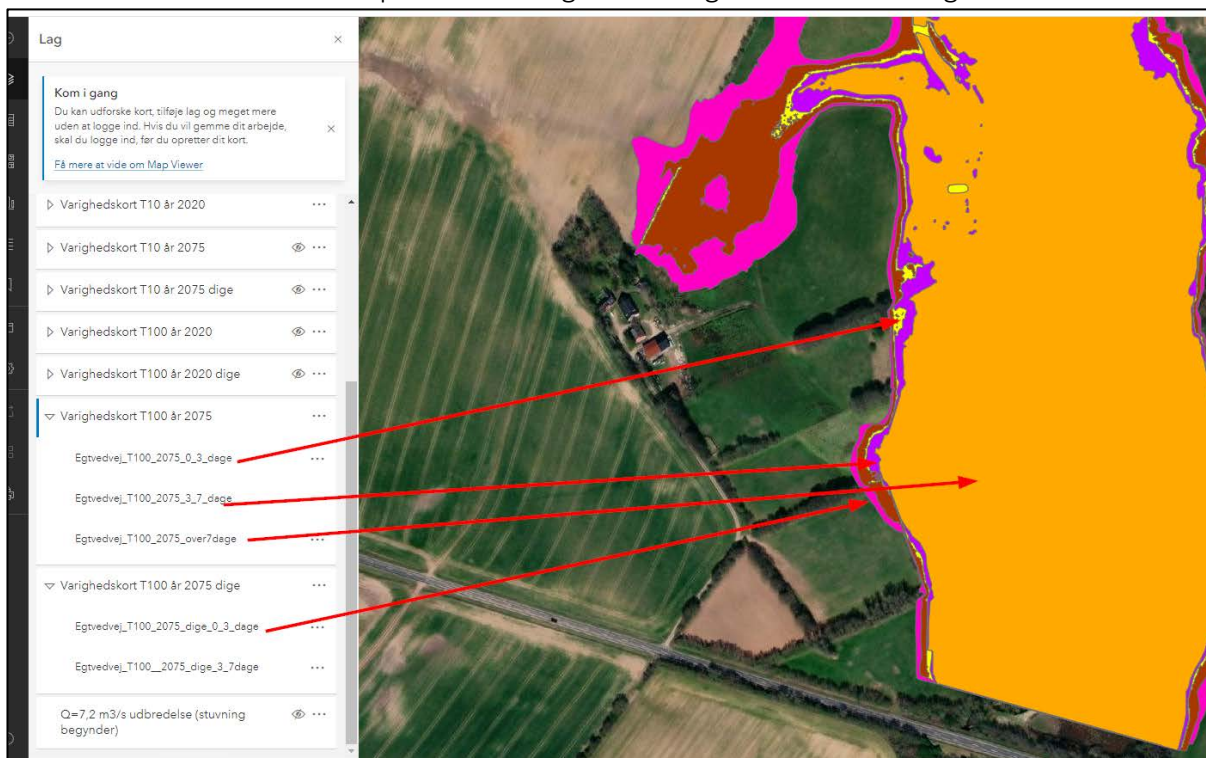 Lag
Kom i gang
Du kan udforske, tilføje lag og meget mere
uden at logge ind. Hvis du vil gemme dit arbejde,
skal du logge ind, før du opretter dit kort.
Få mere at vide om Map Viewer
Varighedskort T10 år 2020
Varighedskort T10 år 2075
Varighedskort T10 år 2075 dige
Varighedskort T100 år 2020
Varighedskort T100 år 2020 dige
Varighedskort T100 år 2075
Egtvedvej_T100_2075_0_3_dage
Egtvedvej_T100_2075_3_7_dage
Egtvedvej_T100_2075_over7dage
Varighedskort T100 år 2075 dige
Egtvedvej_T100_2075_dige_0_3_dage
Egtvedvej_T100__2075_dige_3_7dage
Q=7,2 m3/s udbredelse (stuvning
begynder)